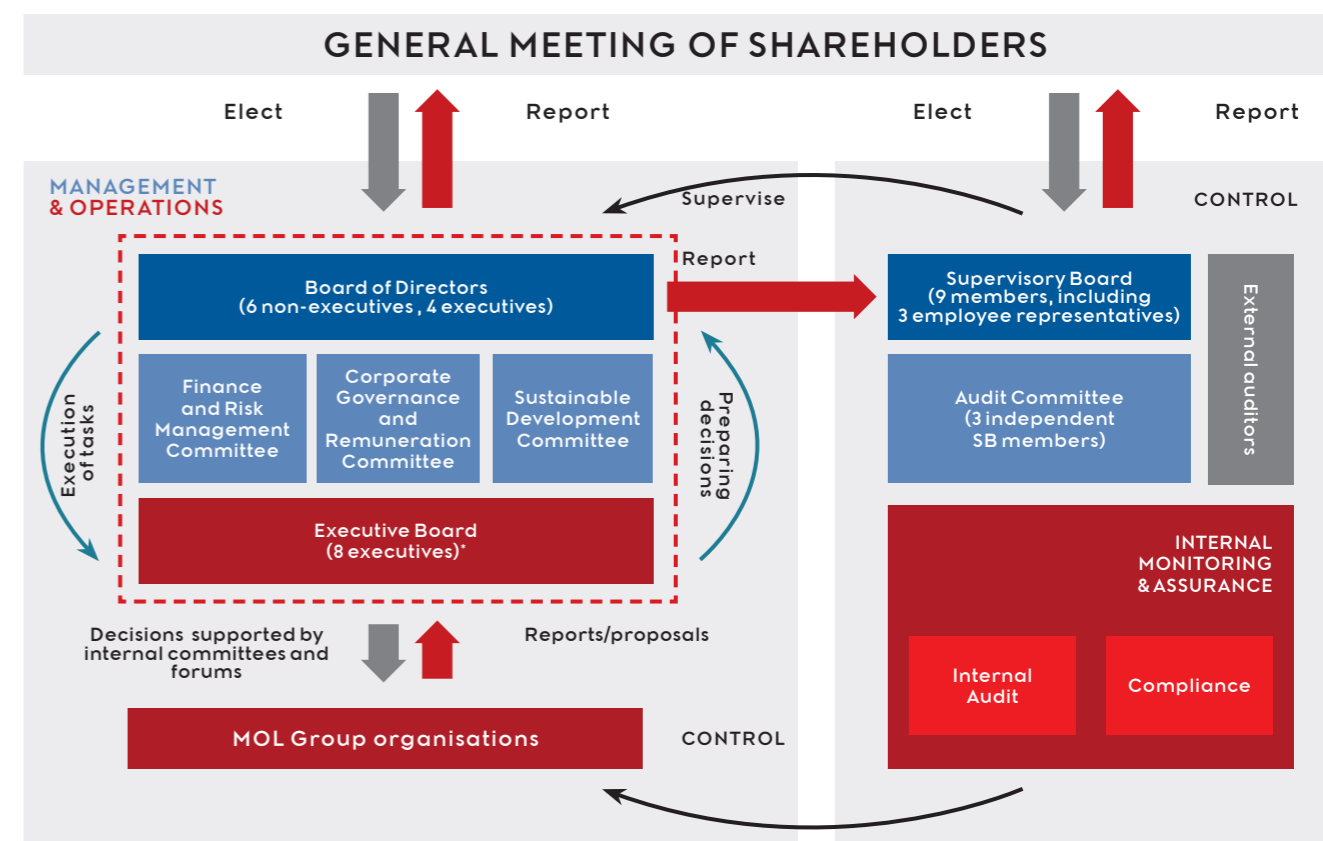 GENERAL MEETING OF SHAREHOLDERS
Elect
Report
Elect
Report
MANAGEMENT
& OPERATIONS
Supervise
CONTROL
Report
Board of Directors
(6 non-executives , 4 executives)
Supervisory Board
(9 members, including
3 employee representatives)
External auditors
Execution
of tasks
Finance
and Risk
Management
Committee
Corporate
Governance
and
Remuneration
Committee
Sustainable
Development
Committee
Preparing
decisions
Audit Committee
(3 independent
SB members)
Executive Board
(8 executives)*
INTERNAL
MONITORING
& ASSURANCE
Decisions supported by
internal committees and
forums
Reports/proposals
Internal
Audit
Compliance
MOL Group organisations
CONTROL